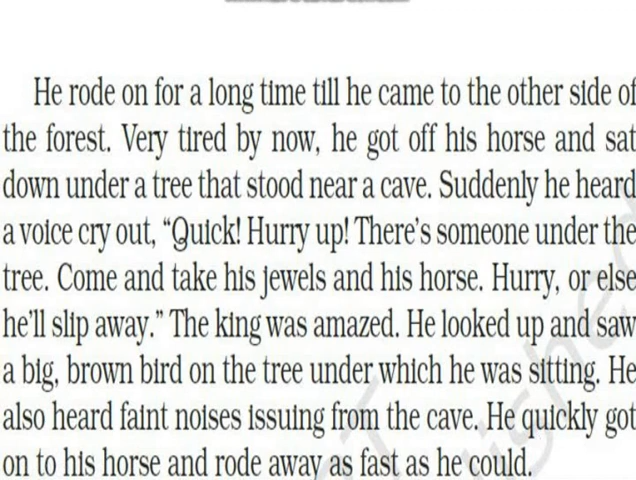 He rode on for a long time till he came to the other side of
the forest. Very tired by now, he got off his horse and sat
down under a tree that stood near a cave. Suddenly he heard
a voice cry out, “Quick! Hurry up! There’s someone under the
tree. Come and take his jewels and his horse. Hurry, or else
he’ll slip away.” The king was amazed. He looked up and saw
a big, brown bird on the tree under which he was sitting. He
also heard faint noises issuing from the cave. He quickly got
on to his horse and rode away as fast as he could.